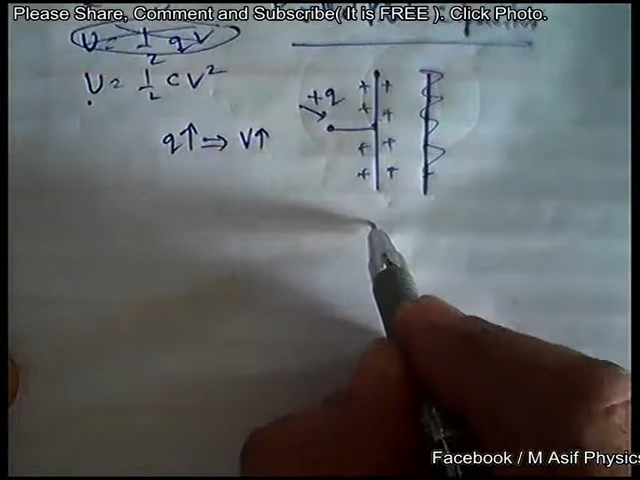 Please Share, Comment and Subscribe( It is FREE ). Click Photo.
U = 1/2 qV
U = 1/2 CV²
q↑ ⇒ V↑
+q
+ +
+ +
+ +
+ +
Facebook / M Asif Physics